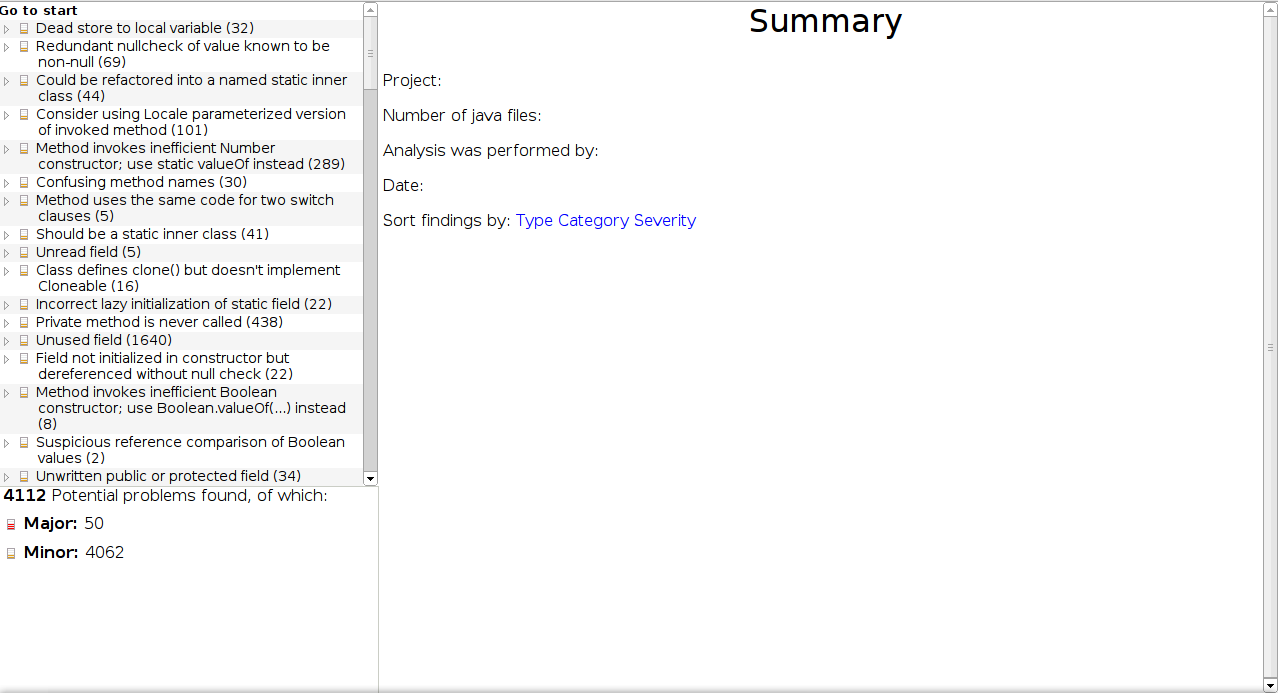 Go to start
Dead store to local variable (32)
Redundant nullcheck of value known to be
non-null (69)
Could be refactored into a named static inner
class (44)
Consider using Locale parameterized version
of invoked method (101)
Method invokes inefficient Number
constructor; use static valueOf instead (289)
Confusing method names (30)
Method uses the same code for two switch
clauses (5)
Should be a static inner class (41)
Unread field (5)
Class defines clone() but doesn't implement
Cloneable (16)
Incorrect lazy initialization of static field (22)
Private method is never called (438)
Unused field (1640)
Field not initialized in constructor but
dereferenced without null check (22)
Method invokes inefficient Boolean
constructor; use Boolean.valueOf(...) instead
(8)
Suspicious reference comparison of Boolean
values (2)
Unwritten public or protected field (34)
4112 Potential problems found, of which:
Major: 50
Minor: 4062
Summary
Project:
Number of java files:
Analysis was performed by:
Date:
Sort findings by: Type Category Severity